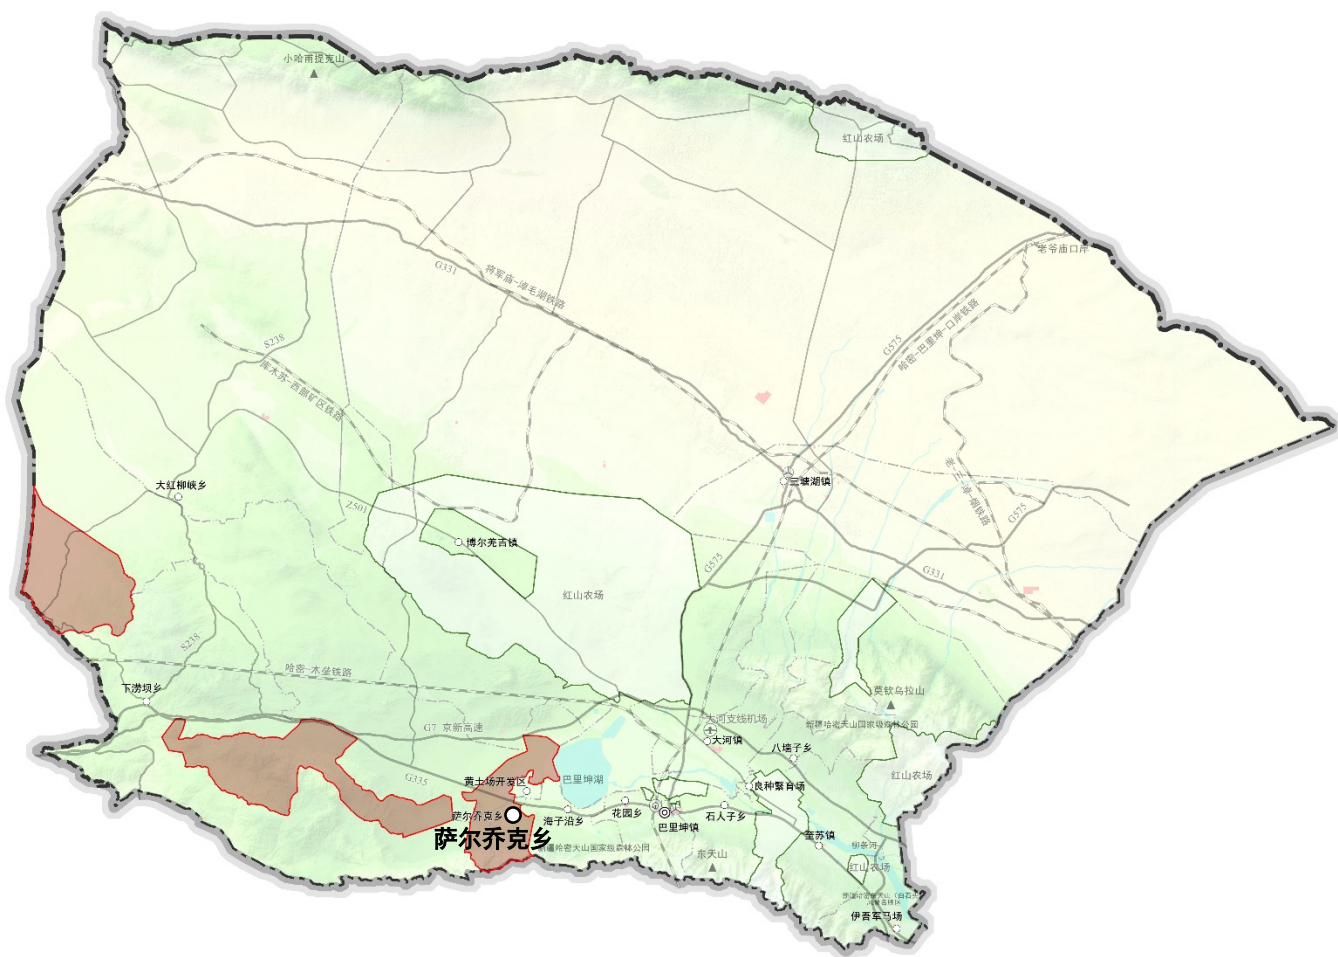 小哈甫提克山
红山农场
老爷庙口岸
G331
将军庙-淖毛湖铁路
G575
哈密-巴里坤-口岸铁路
S238
库木苏-西部矿区铁路
大红柳峡乡
三塘湖镇
Z501
G575
博尔羌吉镇
G575
G331
红山农场
S238
哈密-木垒铁路
下涝坝乡
莫钦乌拉山
大河支线机场
新疆哈密天山国家级森林公园
G7 京新高速
大河镇
八墙子乡
G335
黄土场开发区
巴里坤湖
红山农场
良种繁育场
萨尔乔克乡
萨尔乔克乡
海子沿乡
花园乡
巴里坤镇
石人子乡
奎苏镇
柳条河
新疆哈密天山国家级森林公园
东天山
红山农场
伊吾军马场